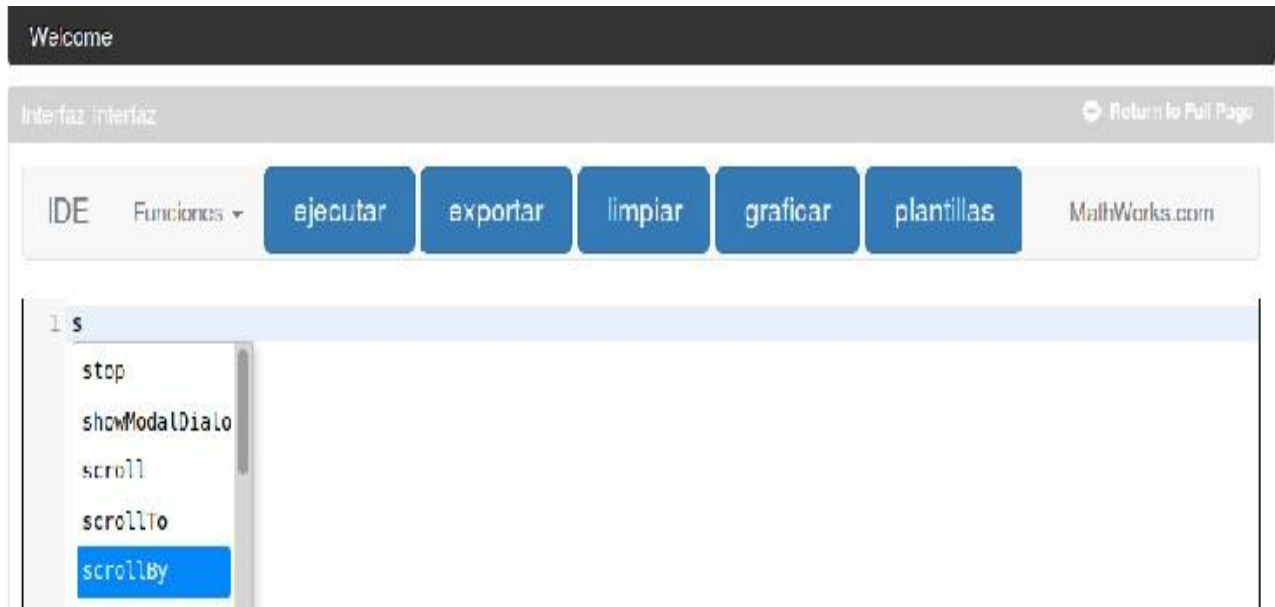 Welcome
Interfaz Interfaz Return to Full Page
IDE Funciones ejecutar exportar limpiar graficar plantillas MathWorks.com
1 s
stop
showModalDialo
scroll
scrollTo
scrollBy